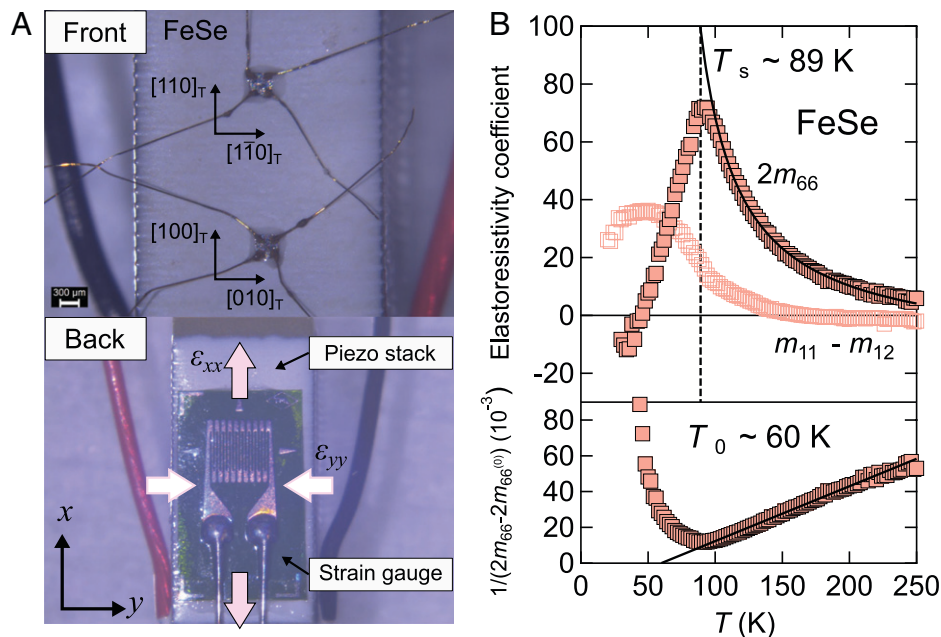 A
Front
FeSe
[110]T
[11̄0]T
[100]T
[010]T
300 μm
Back
εxx
Piezo stack
εyy
x
y
Strain gauge
B
Elastoresistivity coefficient
100
80
60
40
20
0
-20
Ts ~ 89 K
FeSe
2m66
m11 - m12
1/(2m66-2m66(0)) (10-3)
80
60
40
20
0
T0 ~ 60 K
0 50 100 150 200 250
T (K)